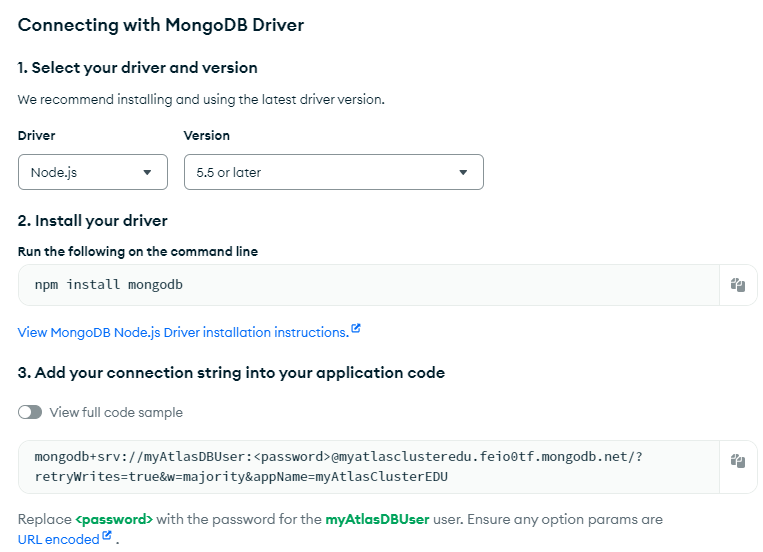 Connecting with MongoDB Driver
1. Select your driver and version
We recommend installing and using the latest driver version.
Driver Version
Node.js 5.5 or later
2. Install your driver
Run the following on the command line
npm install mongodb
View MongoDB Node.js Driver installation instructions.
3. Add your connection string into your application code
View full code sample
mongodb+srv://myAtlasDBUser:<password>@myatlasclusteredu.feio0tf.mongodb.net/?
retryWrites=true&w=majority&appName=myAtlasClusterEDU
Replace <password> with the password for the myAtlasDBUser user. Ensure any option params are
URL encoded .